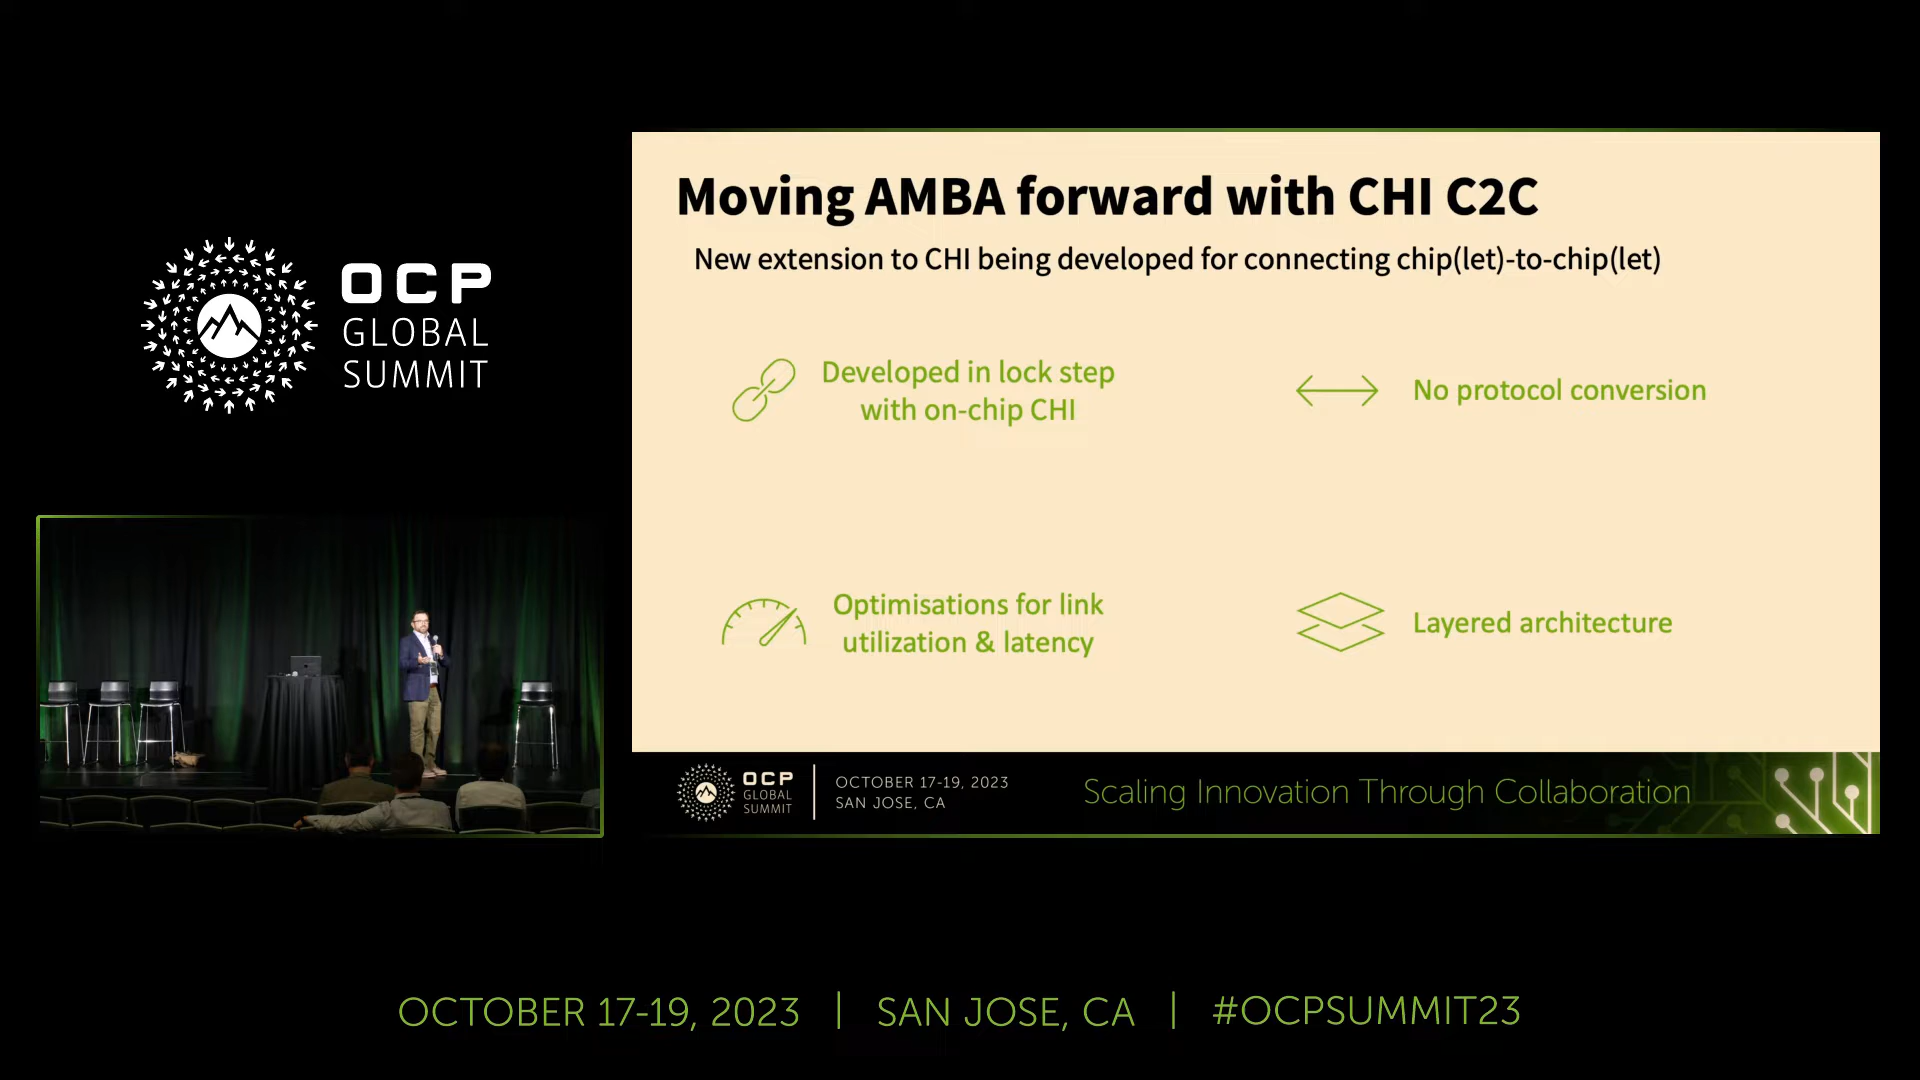 OCP
GLOBAL
SUMMIT
Moving AMBA forward with CHI C2C
New extension to CHI being developed for connecting chip(let)-to-chip(let)
Developed in lock step
with on-chip CHI
No protocol conversion
Optimisations for link
utilization & latency
Layered architecture
OCP
GLOBAL
SUMMIT
OCTOBER 17-19, 2023
SAN JOSE, CA
Scaling Innovation Through Collaboration
OCTOBER 17-19, 2023 | SAN JOSE, CA | #OCPSUMMIT23